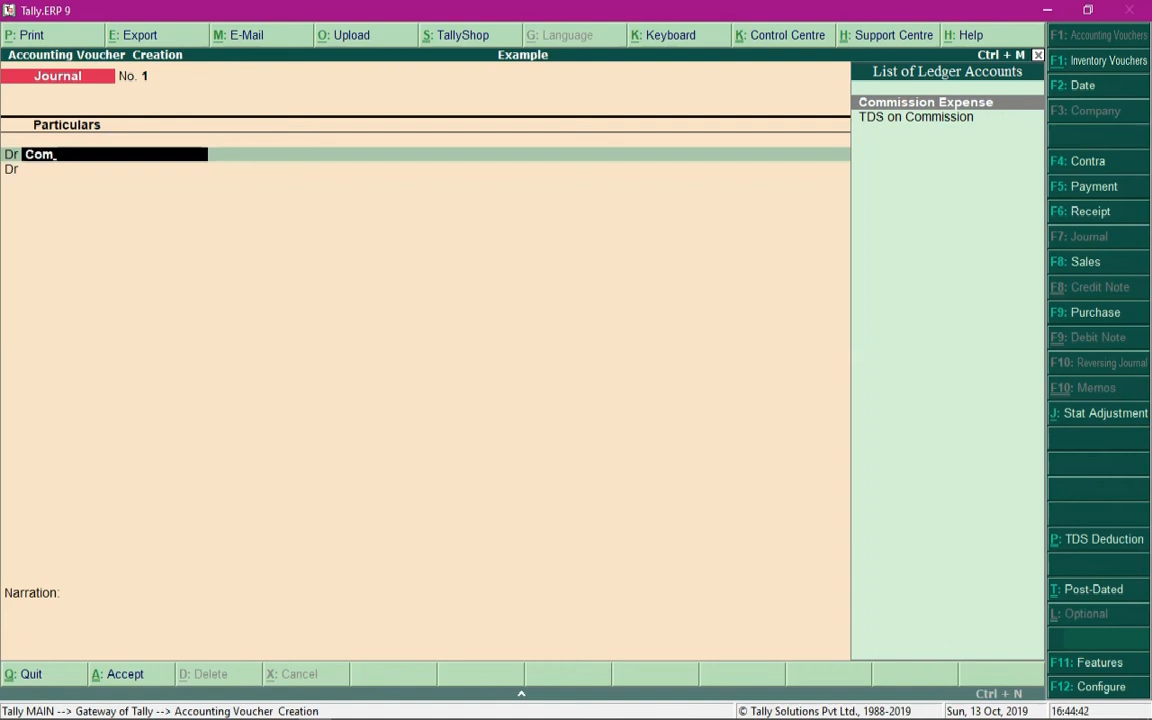 Tally.ERP 9
P: Print E: Export M: E-Mail O: Upload S: TallyShop G: Language K: Keyboard K: Control Centre H: Support Centre H: Help
Accounting Voucher Creation Example Ctrl + M
Journal No. 1
Particulars
Dr Com_
Dr
Narration:
List of Ledger Accounts
Commission Expense
TDS on Commission
F1: Accounting Vouchers
F1: Inventory Vouchers
F2: Date
F3: Company
F4: Contra
F5: Payment
F6: Receipt
F7: Journal
F8: Sales
F8: Credit Note
F9: Purchase
F9: Debit Note
F10: Reversing Journal
F10: Memos
J: Stat Adjustment
P: TDS Deduction
T: Post-Dated
L: Optional
F11: Features
F12: Configure
Q: Quit A: Accept D: Delete X: Cancel
Ctrl + N
Tally MAIN --> Gateway of Tally --> Accounting Voucher Creation © Tally Solutions Pvt Ltd., 1988-2019 Sun, 13 Oct, 2019 16:44:42